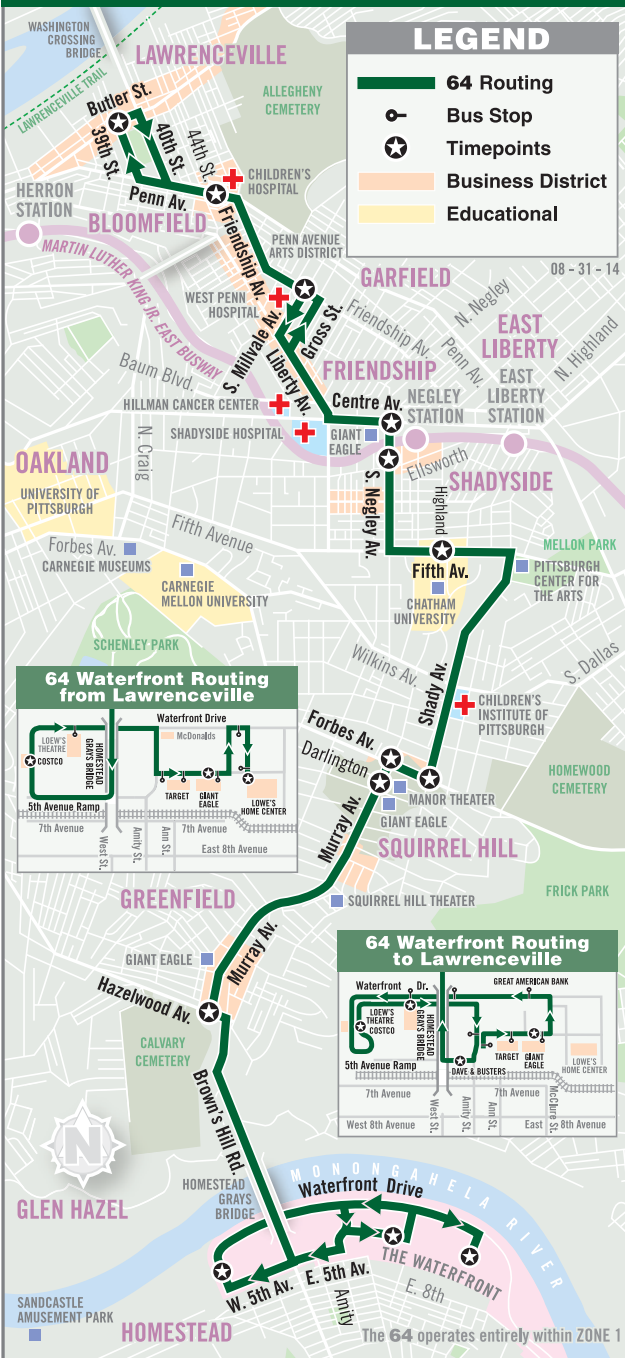 WASHINGTON
CROSSING
BRIDGE
LAWRENCEVILLE
LAWRENCEVILLE TRAIL
Butler St.
39th St.
40th St.
44th St.
ALLEGHENY
CEMETERY
CHILDREN'S
HOSPITAL
HERRON
STATION
Penn Av.
BLOOMFIELD
Friendship Av.
PENN AVENUE
ARTS DISTRICT
LEGEND
64 Routing
Bus Stop
Timepoints
Business District
Educational
08 - 31 - 14
MARTIN LUTHER KING JR. EAST BUSWAY
GARFIELD
WEST PENN
HOSPITAL
S. Millvale Av.
Gross St.
Friendship Av.
N. Negley
Penn Av.
EAST
LIBERTY
N. Highland
Baum Blvd.
Liberty Av.
FRIENDSHIP
HILLMAN CANCER CENTER
Centre Av.
NEGLEY
STATION
EAST
LIBERTY
STATION
SHADYSIDE HOSPITAL
GIANT
EAGLE
N. Craig
OAKLAND
UNIVERSITY OF
PITTSBURGH
Ellsworth
SHADYSIDE
S. Negley Av.
Highland
Fifth Avenue
Forbes Av.
CARNEGIE MUSEUMS
CARNEGIE
MELLON UNIVERSITY
Fifth Av.
CHATHAM
UNIVERSITY
MELLON PARK
PITTSBURGH
CENTER FOR
THE ARTS
SCHENLEY PARK
Wilkins Av.
Shady Av.
S. Dallas
CHILDREN'S
INSTITUTE OF
PITTSBURGH
64 Waterfront Routing
from Lawrenceville
Waterfront Drive
LOEW'S
THEATRE
COSTCO
HOMESTEAD
GRAYS BRIDGE
McDonalds
TARGET
GIANT
EAGLE
LOWE'S
HOME CENTER
5th Avenue Ramp
7th Avenue
7th Avenue
West St.
Amity St.
Ann St.
East 8th Avenue
Forbes Av.
Darlington
MANOR THEATER
GIANT EAGLE
HOMEWOOD
CEMETERY
Murray Av.
SQUIRREL HILL
FRICK PARK
GREENFIELD
SQUIRREL HILL THEATER
GIANT EAGLE
Murray Av.
Hazelwood Av.
CALVARY
CEMETERY
64 Waterfront Routing
to Lawrenceville
Waterfront Dr.
GREAT AMERICAN BANK
LOEW'S
THEATRE
COSTCO
HOMESTEAD
GRAYS BRIDGE
TARGET
GIANT
EAGLE
LOWE'S
HOME CENTER
5th Avenue Ramp
DAVE & BUSTERS
7th Avenue
7th Avenue
West St.
Amity St.
Ann St.
McClure St.
West 8th Avenue
East 8th Avenue
Brown's Hill Rd.
N
GLEN HAZEL
HOMESTEAD
GRAYS
BRIDGE
MONONGAHELA RIVER
Waterfront Drive
THE WATERFRONT
W. 5th Av.
E. 5th Av.
E. 8th
Amity
SANDCASTLE
AMUSEMENT PARK
HOMESTEAD
The 64 operates entirely within ZONE 1